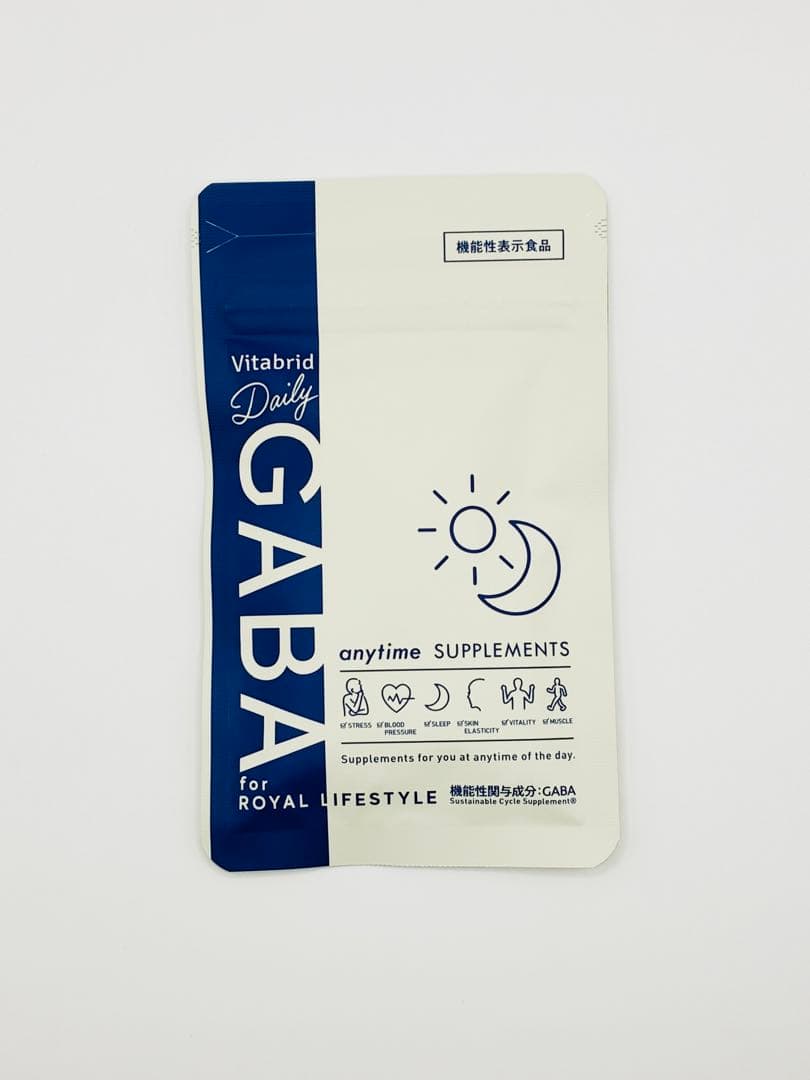 機能性表示食品
Vitabrid
Daily
GABA
for
ROYAL LIFESTYLE
anytime SUPPLEMENTS
☑STRESS
☑BLOOD
PRESSURE
☑SLEEP
☑SKIN
ELASTICITY
☑VITALITY
☑MUSCLE
Supplements for you at anytime of the day.
機能性関与成分:GABA
Sustainable Cycle Supplement®